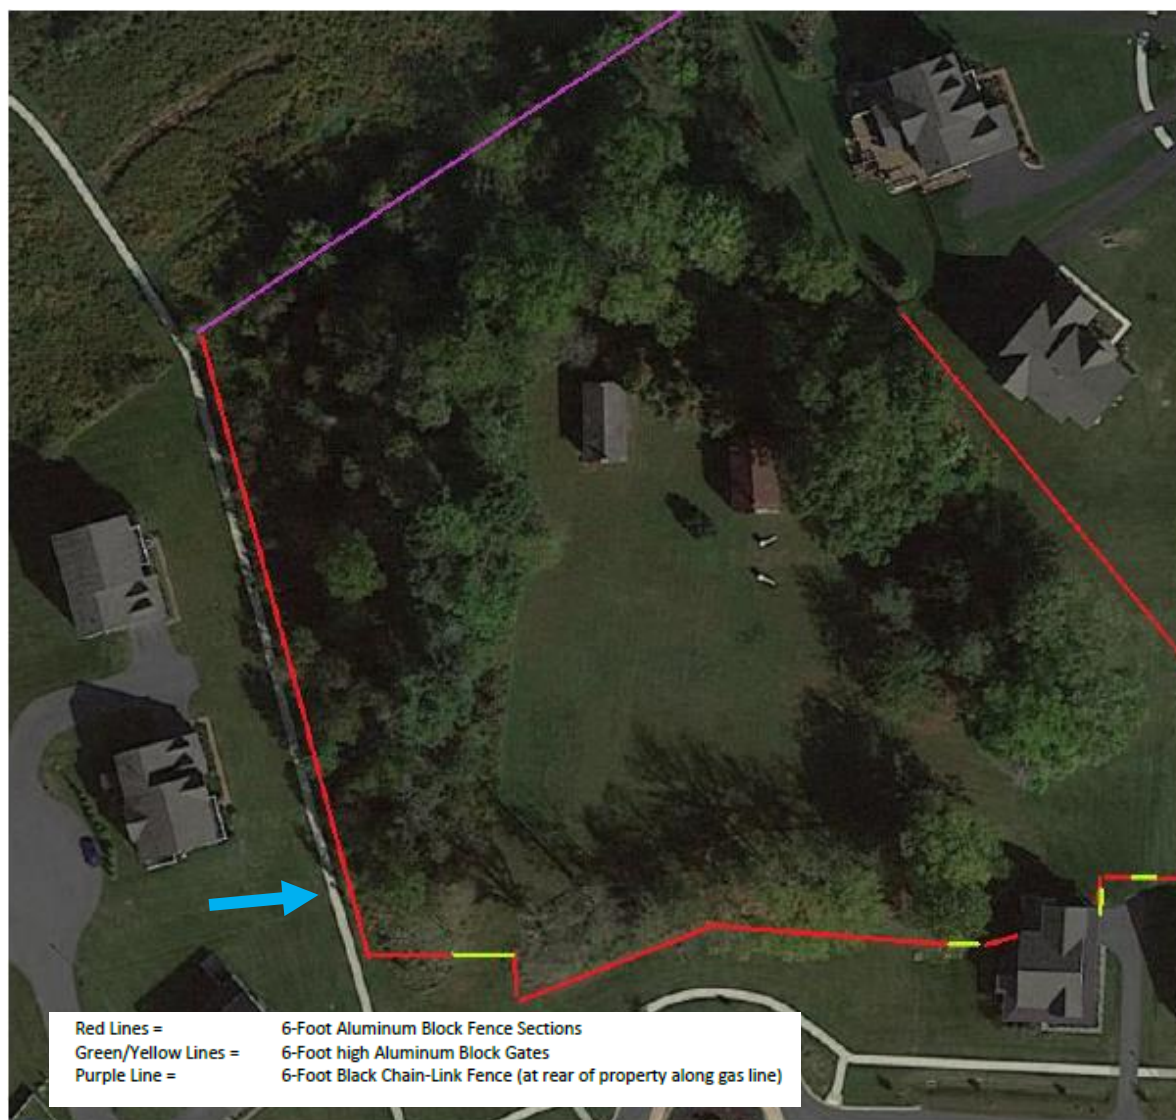 Red Lines = 6-Foot Aluminum Block Fence Sections
Green/Yellow Lines = 6-Foot high Aluminum Block Gates
Purple Line = 6-Foot Black Chain-Link Fence (at rear of property along gas line)